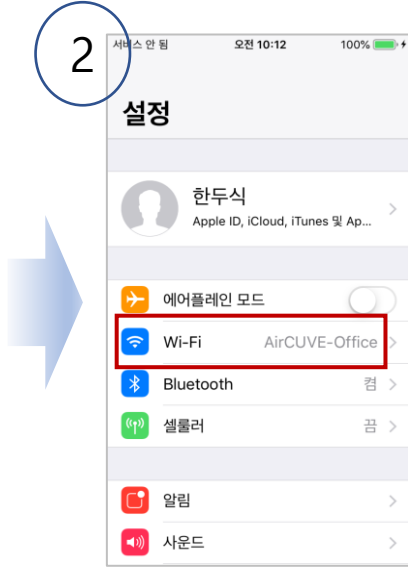 2
서비스 안 됨 오전 10:12 100%
설정
한두식
Apple ID, iCloud, iTunes 및 Ap...
에어플레인 모드
Wi-Fi AirCUVE-Office
Bluetooth 켬
셀룰러 끔
알림
사운드